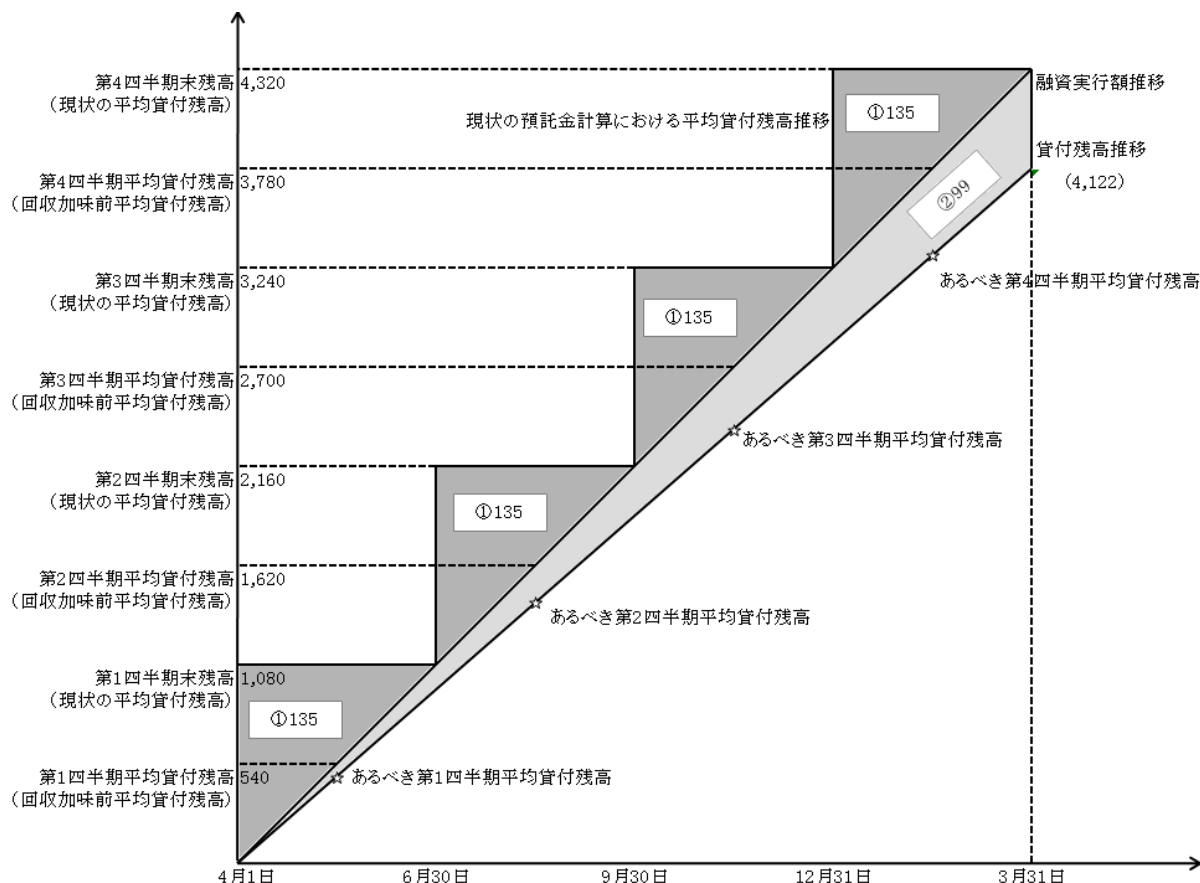 第4四半期末残高 4,320
（現状の平均貸付残高）
融資実行額推移
①135
現状の預託金計算における平均貸付残高推移
貸付残高推移
（4,122）
第4四半期平均貸付残高 3,780
（回収加味前平均貸付残高）
②99
第3四半期末残高 3,240
（現状の平均貸付残高）
あるべき第4四半期平均貸付残高
①135
第3四半期平均貸付残高 2,700
（回収加味前平均貸付残高）
あるべき第3四半期平均貸付残高
第2四半期末残高 2,160
（現状の平均貸付残高）
①135
第2四半期平均貸付残高 1,620
（回収加味前平均貸付残高）
あるべき第2四半期平均貸付残高
第1四半期末残高 1,080
（現状の平均貸付残高）
①135
第1四半期平均貸付残高 540
（回収加味前平均貸付残高）
あるべき第1四半期平均貸付残高
4月1日 6月30日 9月30日 12月31日 3月31日